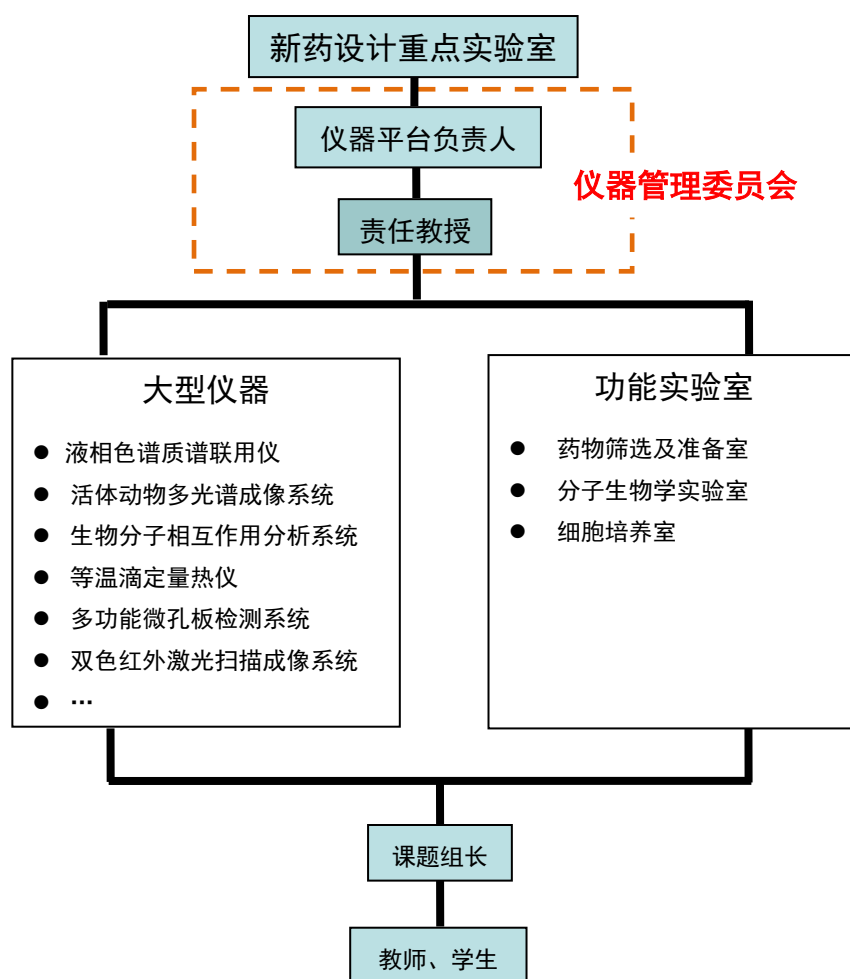 新药设计重点实验室
仪器平台负责人
仪器管理委员会
责任教授
大型仪器
● 液相色谱质谱联用仪
● 活体动物多光谱成像系统
● 生物分子相互作用分析系统
● 等温滴定量热仪
● 多功能微孔板检测系统
● 双色红外激光扫描成像系统
● ...
功能实验室
● 药物筛选及准备室
● 分子生物学实验室
● 细胞培养室
课题组长
教师、学生